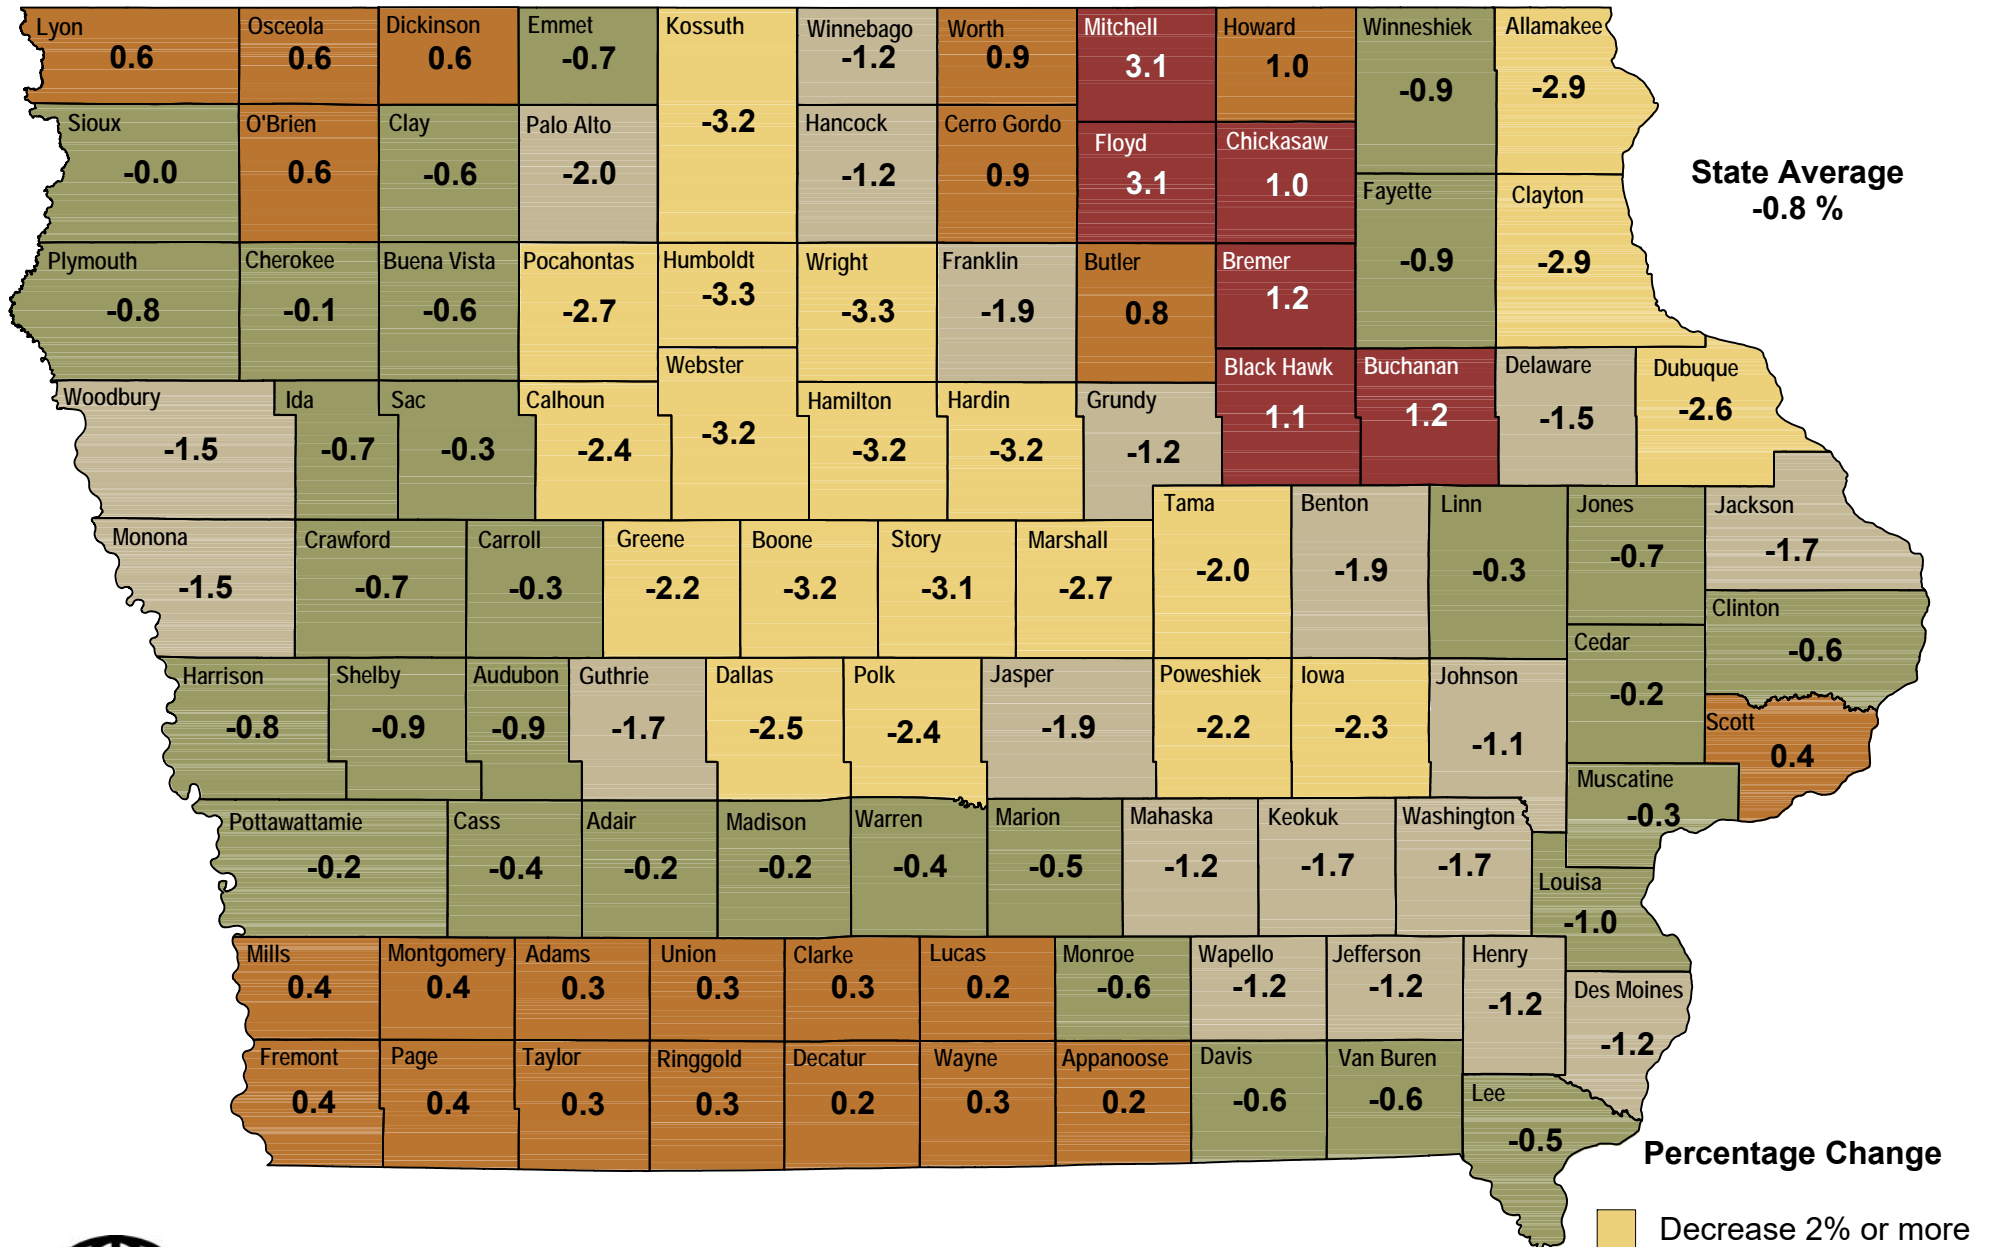 Lyon
0.6
Osceola
0.6
Dickinson
0.6
Emmet
-0.7
Kossuth
-3.2
Winnebago
-1.2
Worth
0.9
Mitchell
3.1
Howard
1.0
Winneshiek
-0.9
Allamakee
-2.9
Sioux
-0.0
O'Brien
0.6
Clay
-0.6
Palo Alto
-2.0
Hancock
-1.2
Cerro Gordo
0.9
Floyd
3.1
Chickasaw
1.0
Fayette
-0.9
Clayton
-2.9
State Average
-0.8 %
Plymouth
-0.8
Cherokee
-0.1
Buena Vista
-0.6
Pocahontas
-2.7
Humboldt
-3.3
Wright
-3.3
Franklin
-1.9
Butler
0.8
Bremer
1.2
Woodbury
-1.5
Ida
-0.7
Sac
-0.3
Calhoun
-2.4
Webster
-3.2
Hamilton
-3.2
Hardin
-3.2
Grundy
-1.2
Black Hawk
1.1
Buchanan
1.2
Delaware
-1.5
Dubuque
-2.6
Monona
-1.5
Crawford
-0.7
Carroll
-0.3
Greene
-2.2
Boone
-3.2
Story
-3.1
Marshall
-2.7
Tama
-2.0
Benton
-1.9
Linn
-0.3
Jones
-0.7
Jackson
-1.7
Clinton
-0.6
Harrison
-0.8
Shelby
-0.9
Audubon
-0.9
Guthrie
-1.7
Dallas
-2.5
Polk
-2.4
Jasper
-1.9
Poweshiek
-2.2
Iowa
-2.3
Johnson
-1.1
Cedar
-0.2
Scott
0.4
Muscatine
-0.3
Pottawattamie
-0.2
Cass
-0.4
Adair
-0.2
Madison
-0.2
Warren
-0.4
Marion
-0.5
Mahaska
-1.2
Keokuk
-1.7
Washington
-1.7
Louisa
-1.0
Mills
0.4
Montgomery
0.4
Adams
0.3
Union
0.3
Clarke
0.3
Lucas
0.2
Monroe
-0.6
Wapello
-1.2
Jefferson
-1.2
Henry
-1.2
Des Moines
-1.2
Fremont
0.4
Page
0.4
Taylor
0.3
Ringgold
0.3
Decatur
0.2
Wayne
0.3
Appanoose
0.2
Davis
-0.6
Van Buren
-0.6
Lee
-0.5
Percentage Change
Decrease 2% or more